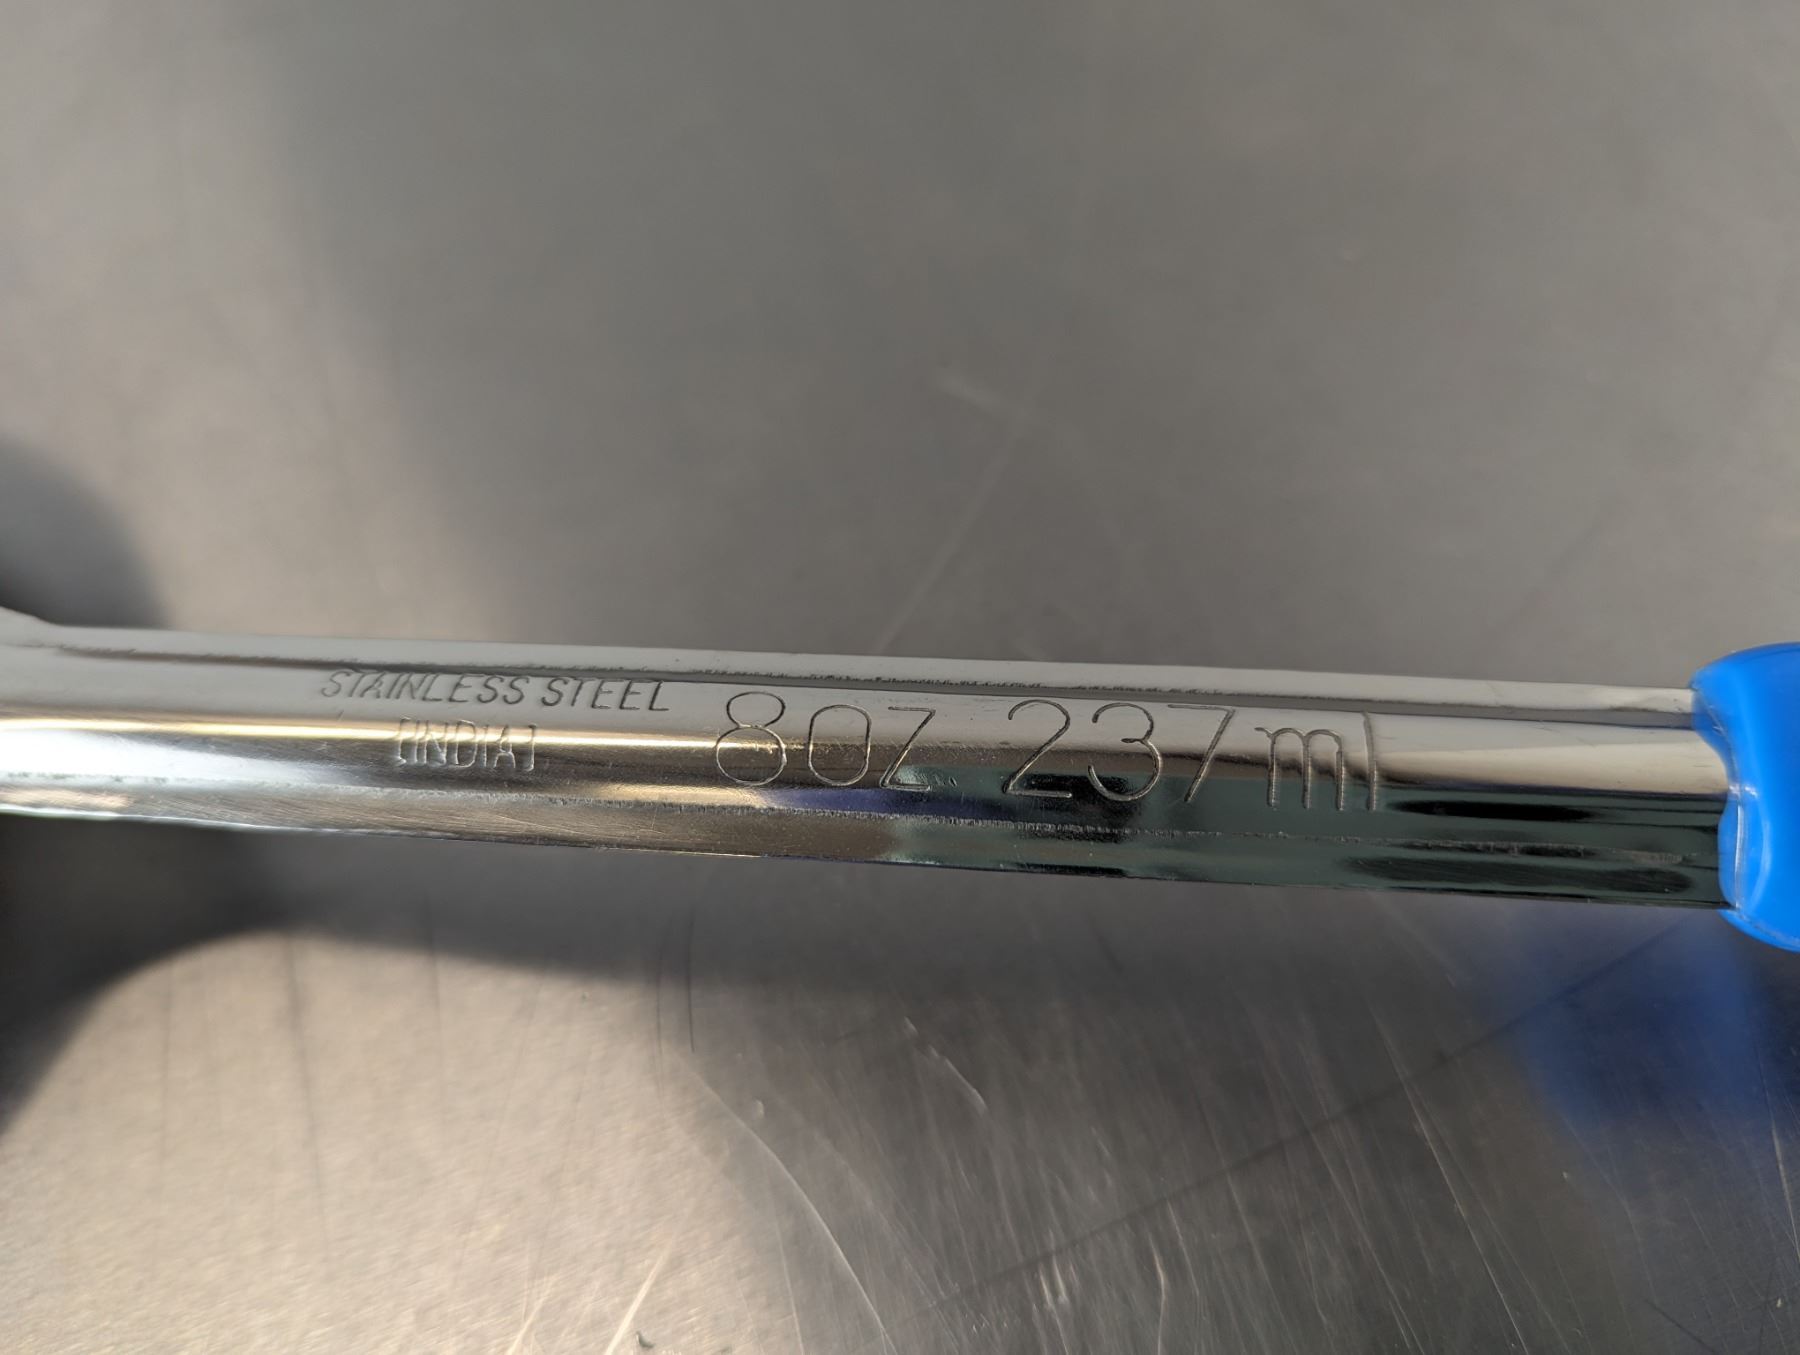 STAINLESS STEEL
[INDIA]
8oz. 237ml